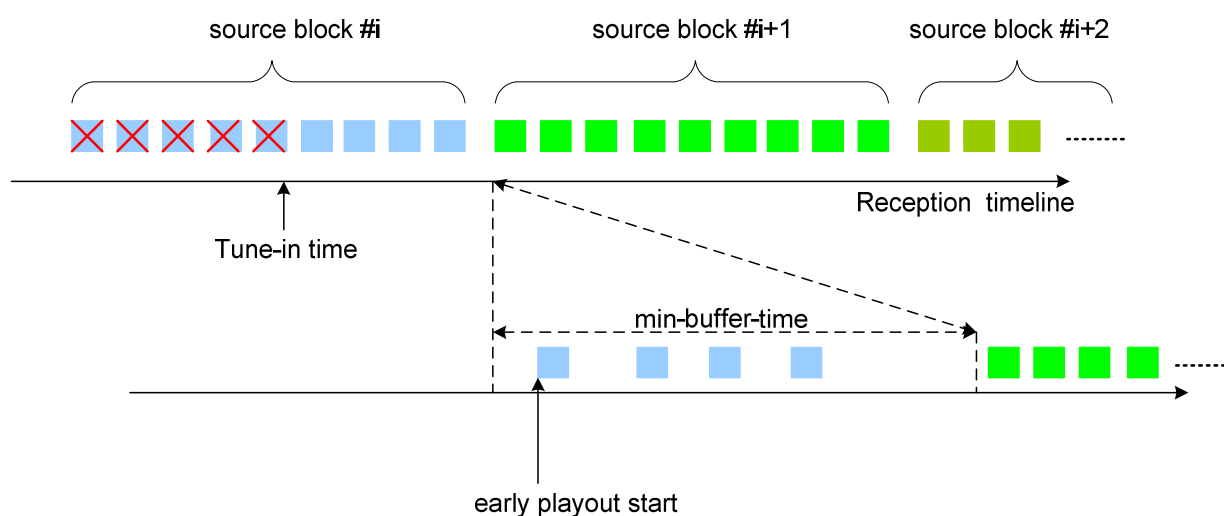 source block #i
source block #i+1
source block #i+2
Reception timeline
Tune-in time
min-buffer-time
early playout start